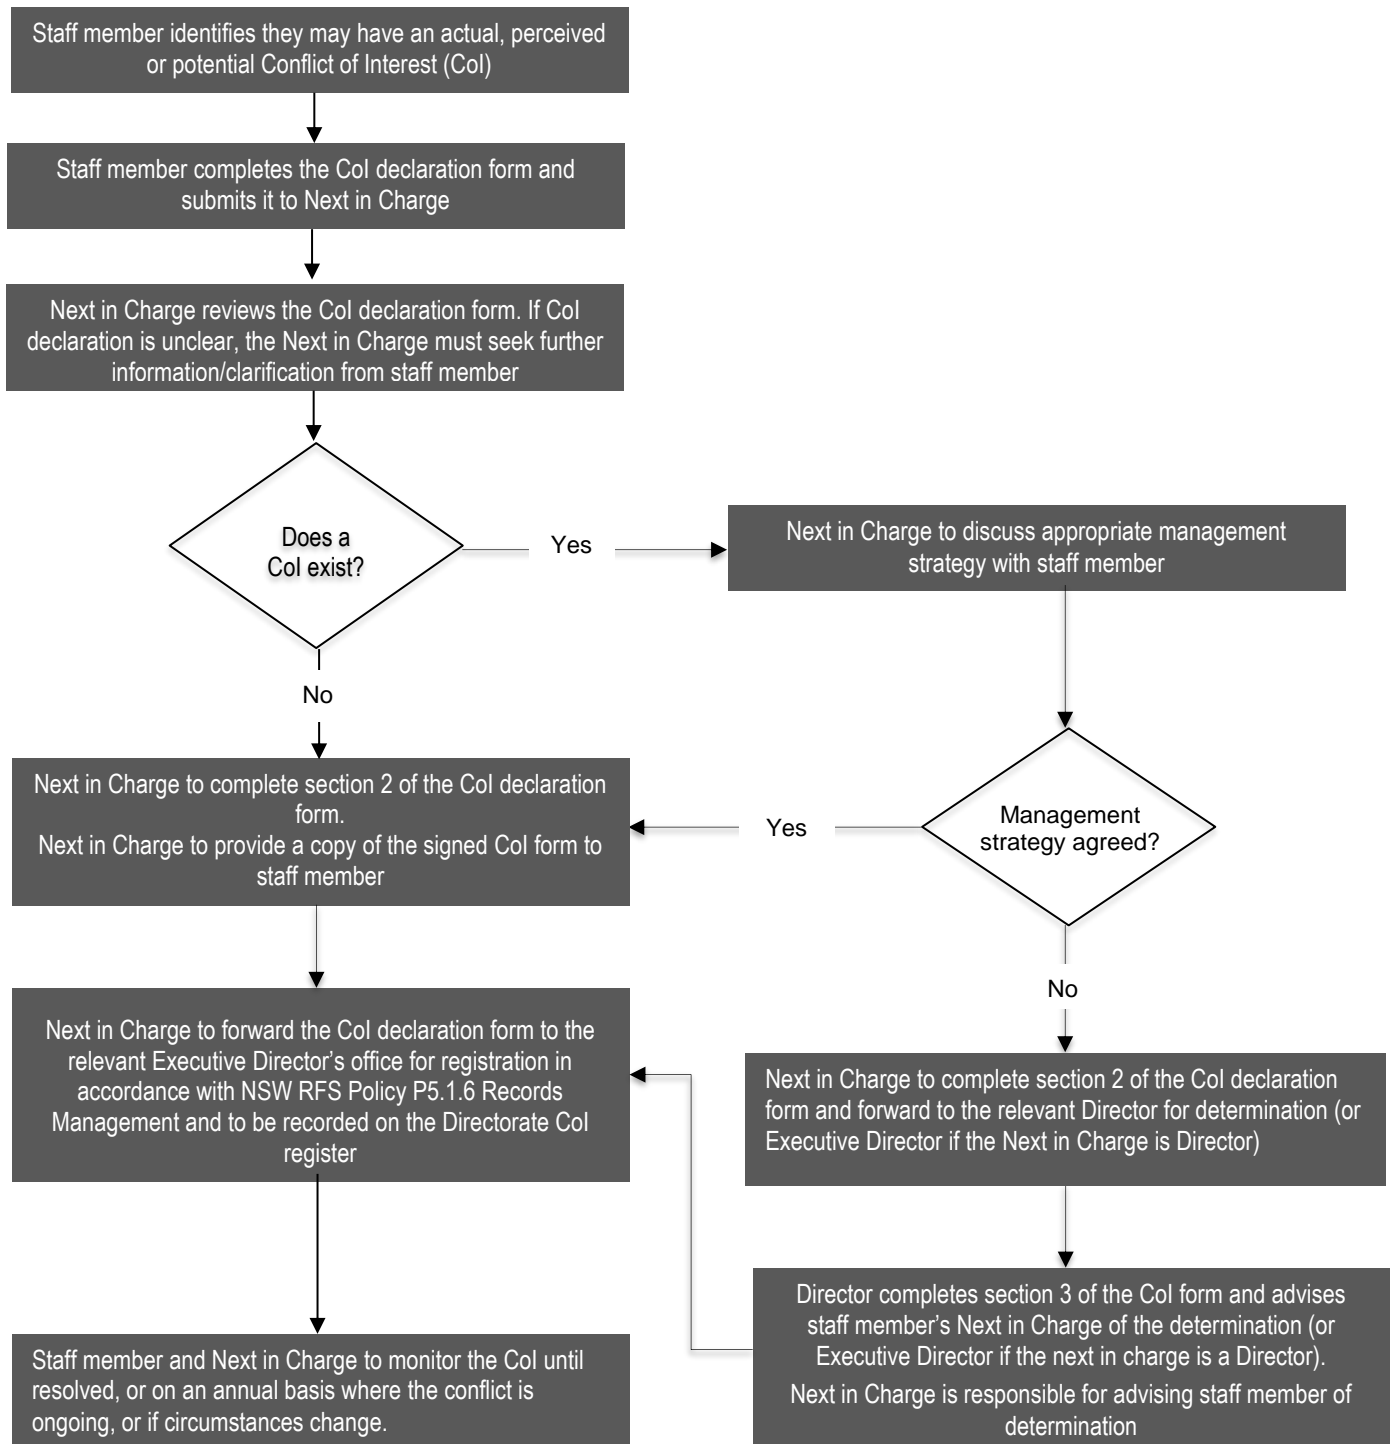 Staff member identifies they may have an actual, perceived
or potential Conflict of Interest (CoI)
Staff member completes the CoI declaration form and
submits it to Next in Charge
Next in Charge reviews the CoI declaration form. If CoI
declaration is unclear, the Next in Charge must seek further
information/clarification from staff member
Does a
CoI exist?
Yes
Next in Charge to discuss appropriate management
strategy with staff member
No
Next in Charge to complete section 2 of the CoI declaration
form.
Next in Charge to provide a copy of the signed CoI form to
staff member
Yes
Management
strategy agreed?
No
Next in Charge to forward the CoI declaration form to the
relevant Executive Director’s office for registration in
accordance with NSW RFS Policy P5.1.6 Records
Management and to be recorded on the Directorate CoI
register
Next in Charge to complete section 2 of the CoI declaration
form and forward to the relevant Director for determination (or
Executive Director if the Next in Charge is Director)
Director completes section 3 of the CoI form and advises
staff member’s Next in Charge of the determination (or
Executive Director if the next in charge is a Director).
Next in Charge is responsible for advising staff member of
determination
Staff member and Next in Charge to monitor the CoI until
resolved, or on an annual basis where the conflict is
ongoing, or if circumstances change.